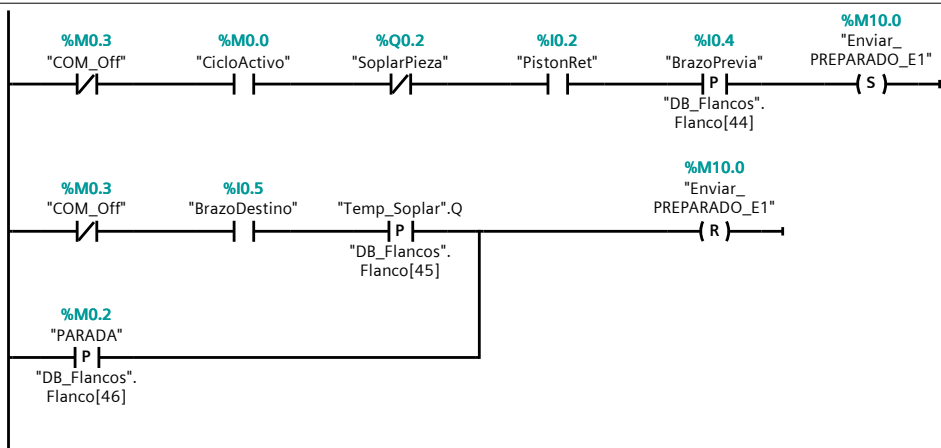 %M0.3
"COM_Off"
%M0.0
"CicloActivo"
%Q0.2
"SoplarPieza"
%I0.2
"PistonRet"
%I0.4
"BrazoPrevia"
P
"DB_Flancos".
Flanco[44]
%M10.0
"Enviar_
PREPARADO_E1"
S
%M0.3
"COM_Off"
%I0.5
"BrazoDestino"
"Temp_Soplar".Q
P
"DB_Flancos".
Flanco[45]
%M10.0
"Enviar_
PREPARADO_E1"
R
%M0.2
"PARADA"
P
"DB_Flancos".
Flanco[46]